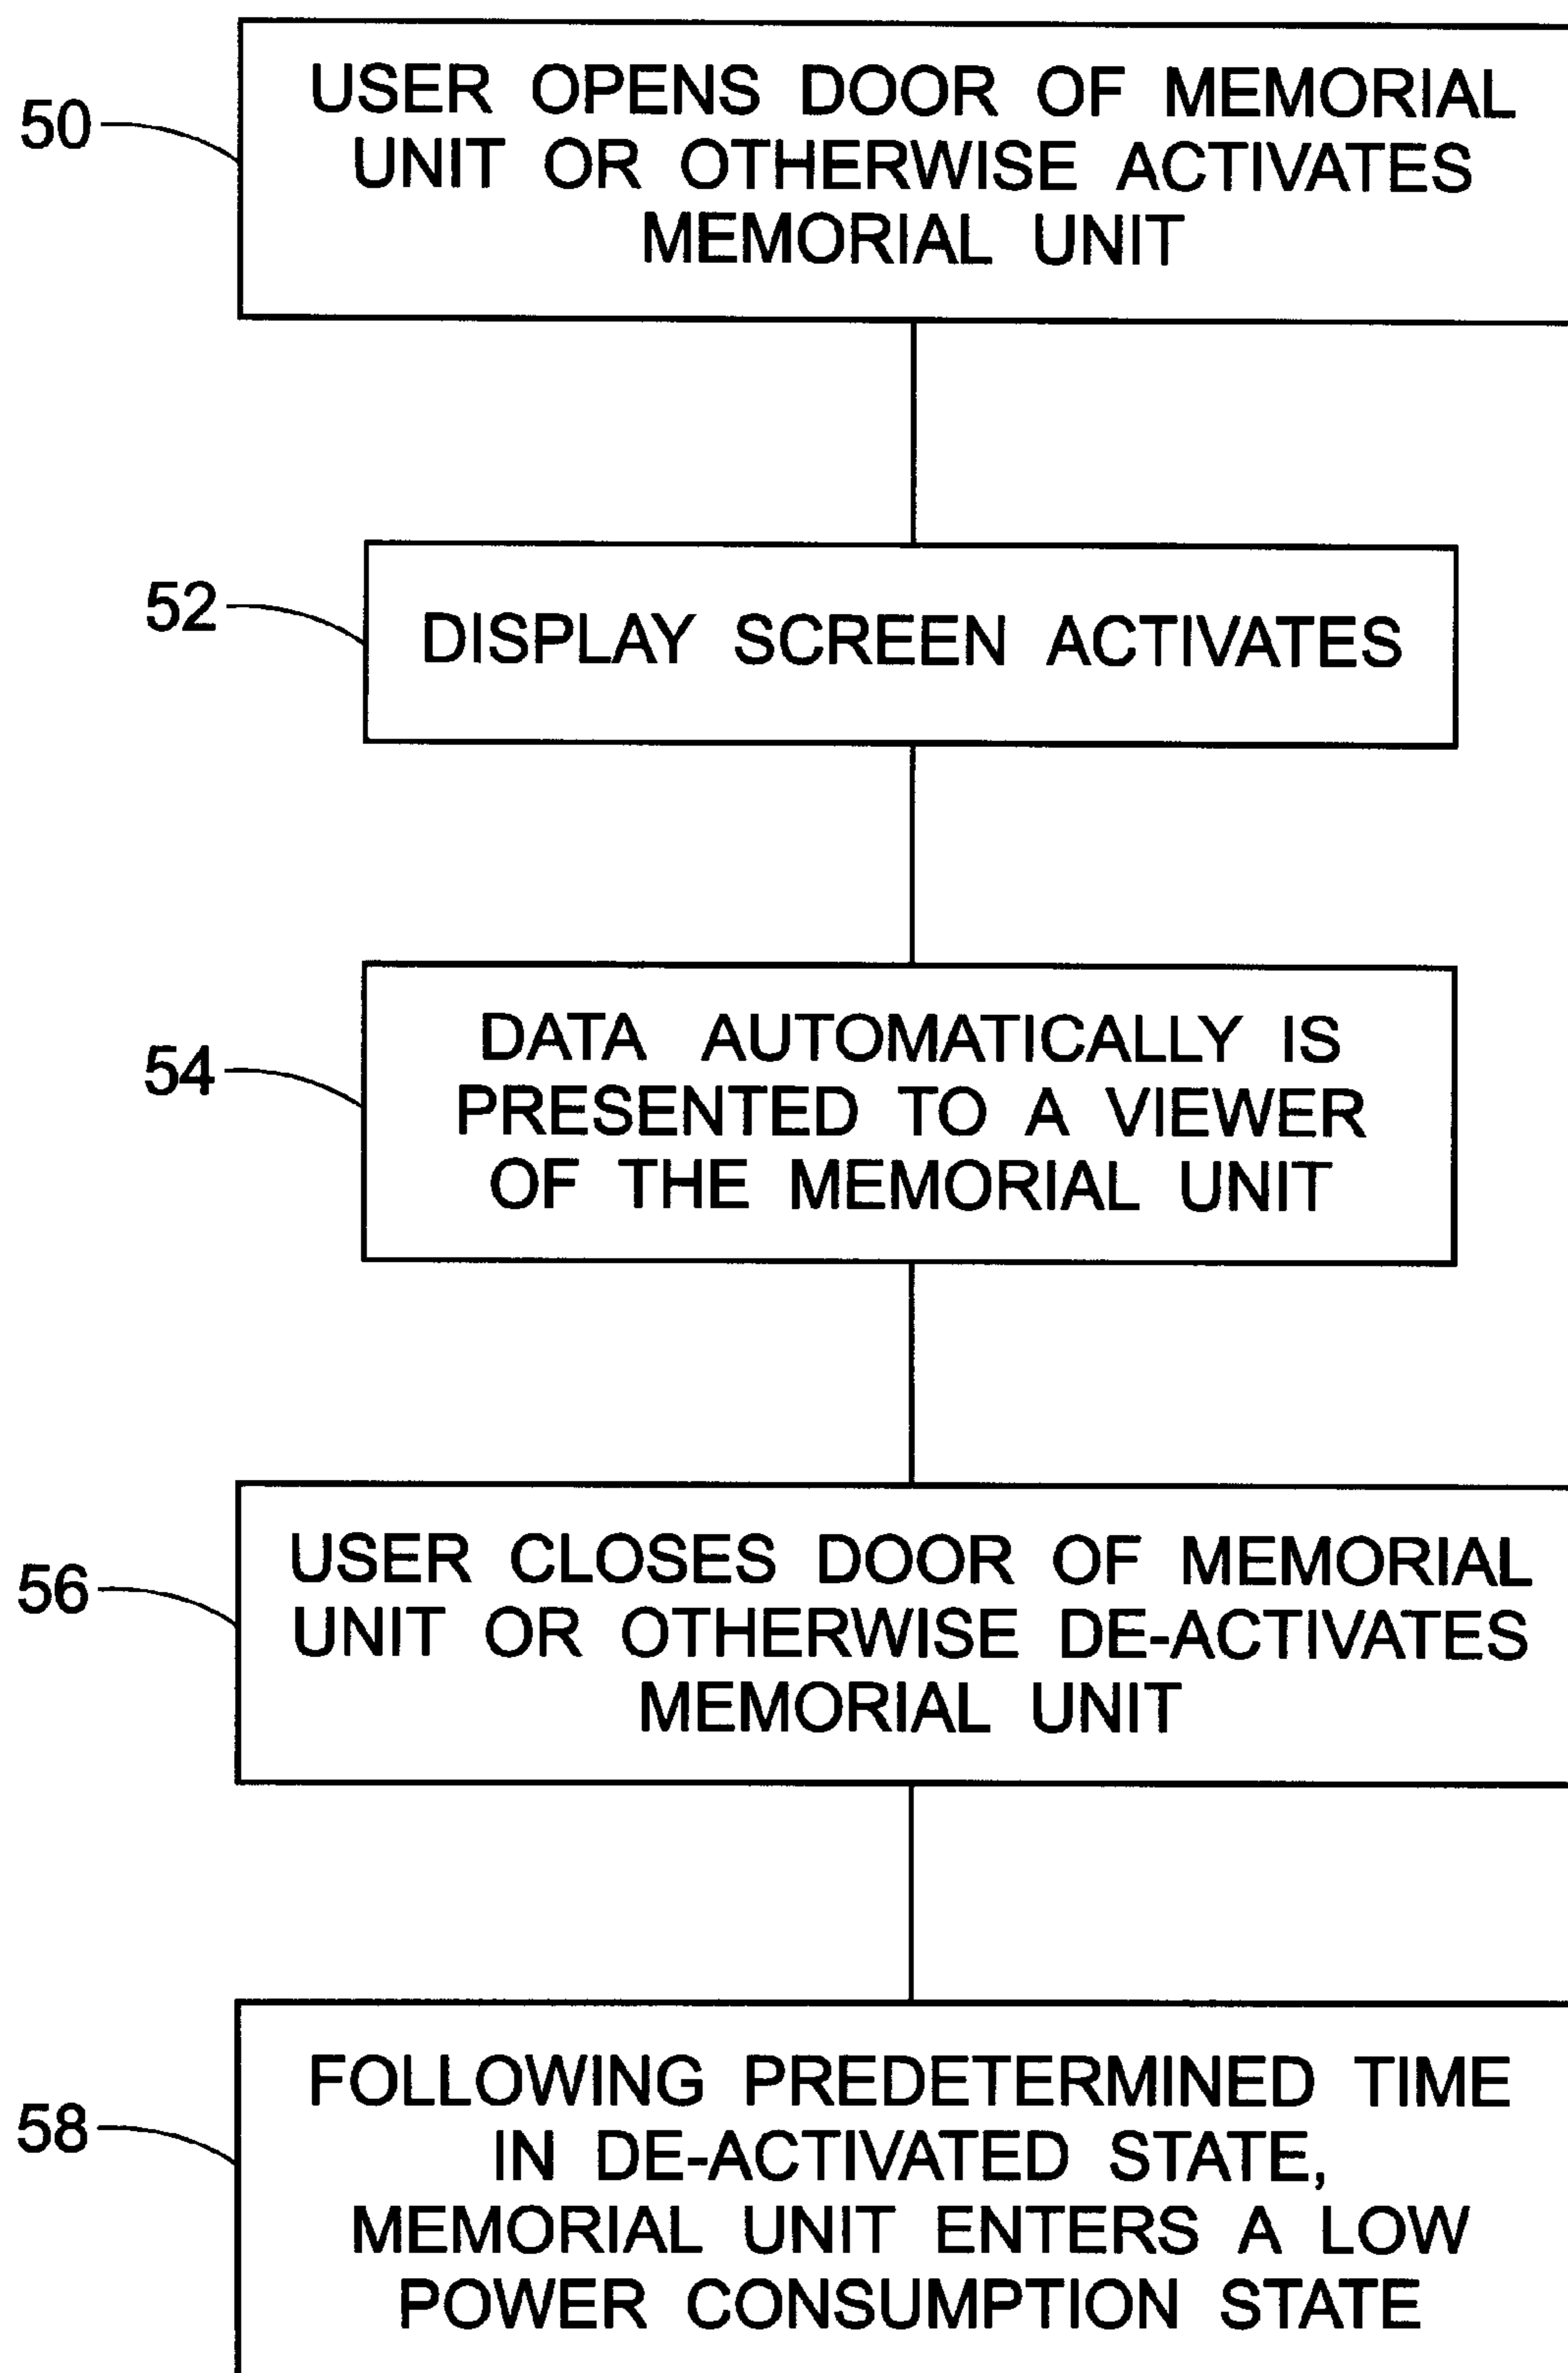 50
USER OPENS DOOR OF MEMORIAL
UNIT OR OTHERWISE ACTIVATES
MEMORIAL UNIT
52
DISPLAY SCREEN ACTIVATES
54
DATA AUTOMATICALLY IS
PRESENTED TO A VIEWER
OF THE MEMORIAL UNIT
56
USER CLOSES DOOR OF MEMORIAL
UNIT OR OTHERWISE DE-ACTIVATES
MEMORIAL UNIT
58
FOLLOWING PREDETERMINED TIME
IN DE-ACTIVATED STATE,
MEMORIAL UNIT ENTERS A LOW
POWER CONSUMPTION STATE